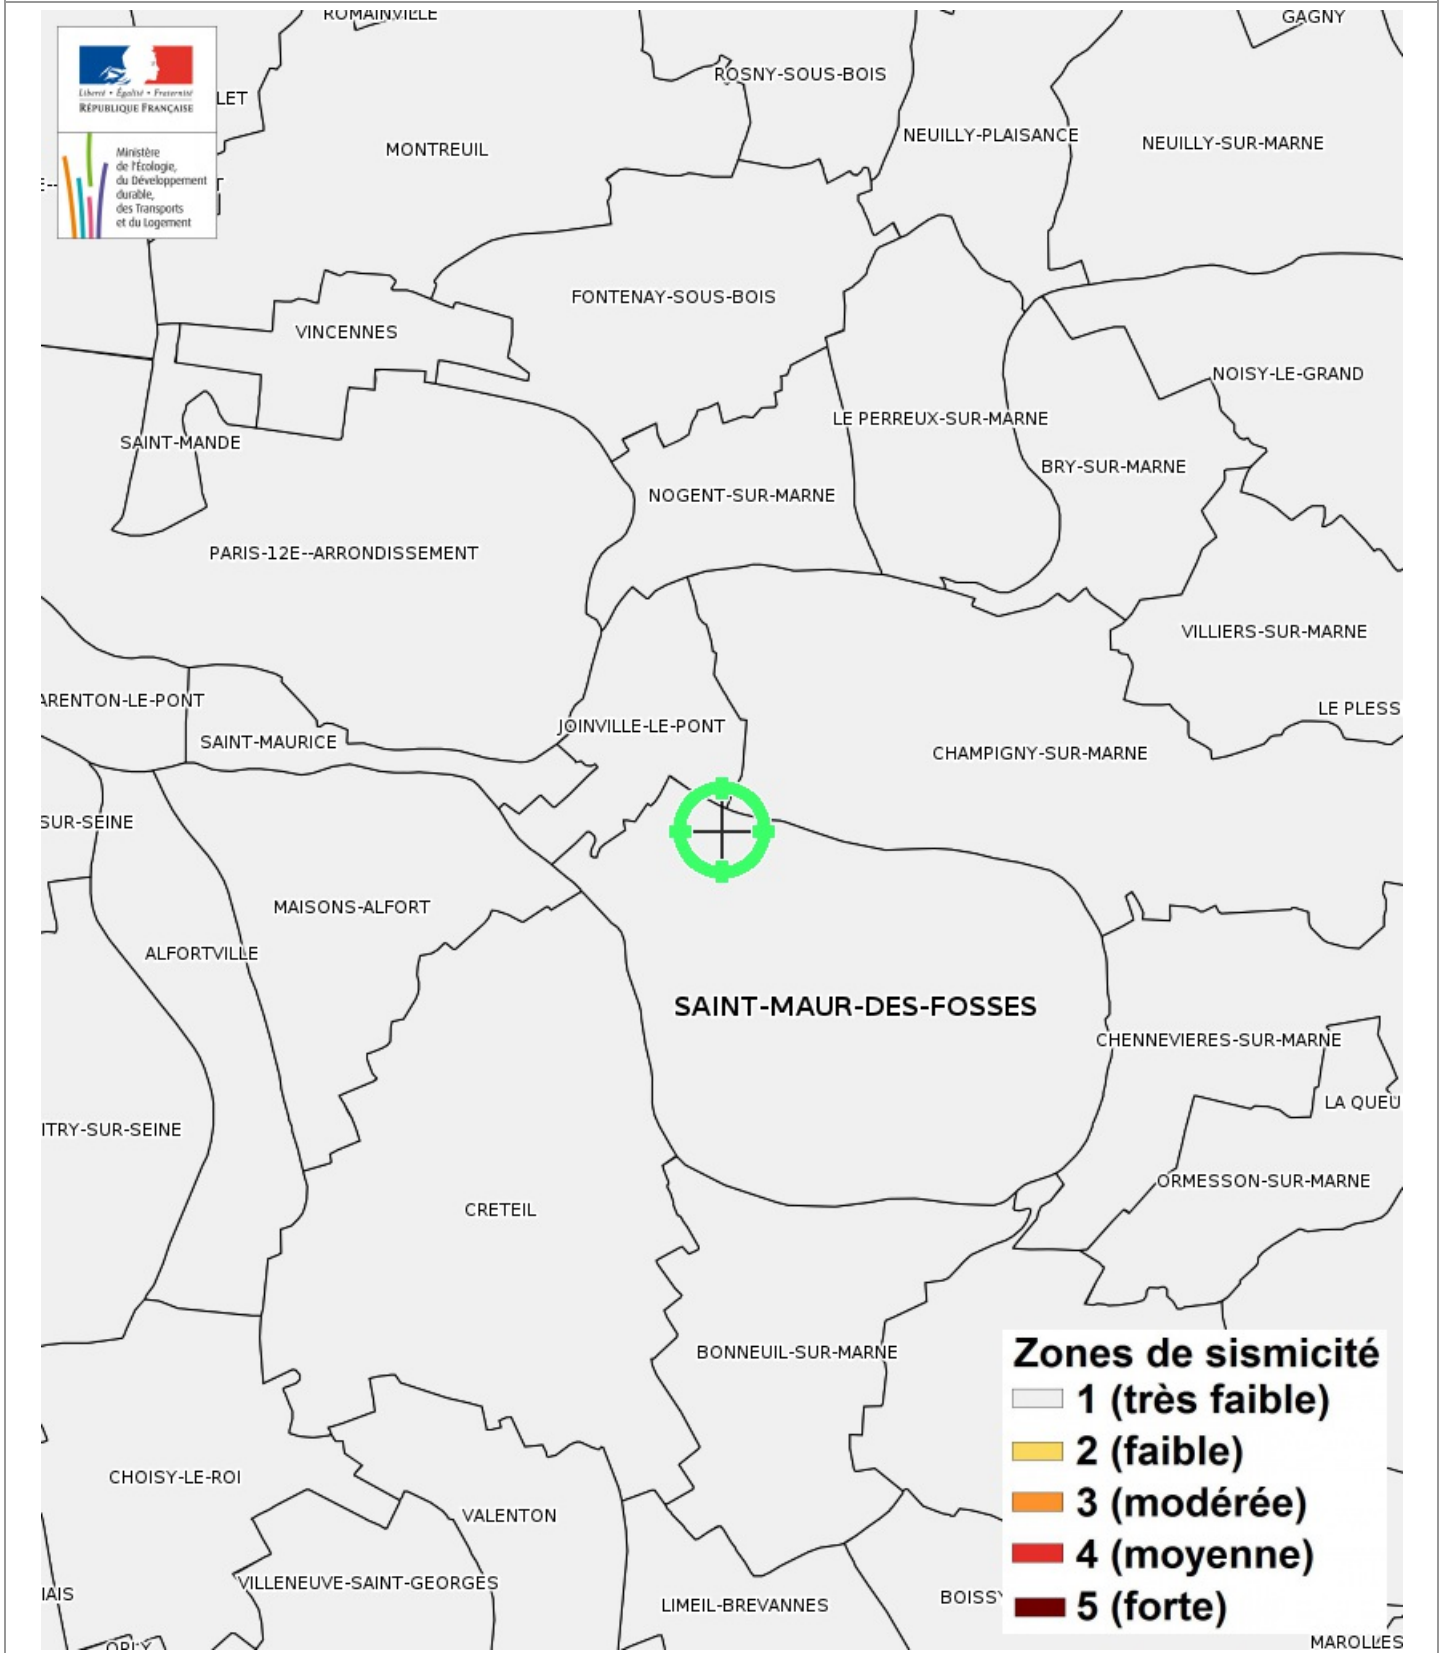 ROMAINVILLE
GAGNY
Liberté • Égalité • Fraternité
RÉPUBLIQUE FRANÇAISE
LET
ROSNY-SOUS-BOIS
MONTREUIL
NEUILLY-PLAISANCE
NEUILLY-SUR-MARNE
Ministère
de l'Écologie,
du Développement
durable,
des Transports
et du Logement
FONTENAY-SOUS-BOIS
VINCENNES
NOISY-LE-GRAND
LE PERREUX-SUR-MARNE
SAINT-MANDE
BRY-SUR-MARNE
NOGENT-SUR-MARNE
PARIS-12E--ARRONDISSEMENT
VILLIERS-SUR-MARNE
ARENTON-LE-PONT
LE PLESS
JOINVILLE-LE-PONT
SAINT-MAURICE
CHAMPIGNY-SUR-MARNE
SUR-SEINE
MAISONS-ALFORT
ALFORTVILLE
SAINT-MAUR-DES-FOSSES
CHENNEVIERES-SUR-MARNE
LA QUEU
ITRY-SUR-SEINE
ORMESSON-SUR-MARNE
CRETEIL
BONNEUIL-SUR-MARNE
Zones de sismicité
1 (très faible)
2 (faible)
3 (modérée)
4 (moyenne)
5 (forte)
CHOISY-LE-ROI
VALENTON
VILLENEUVE-SAINT-GEORGES
IAIS
LIMEIL-BREVANNES
BOISSY
ORLY
MAROLLES